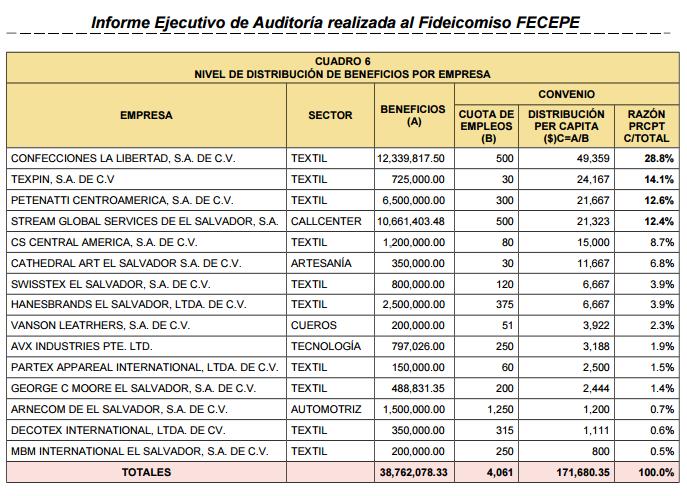 Informe Ejecutivo de Auditoría realizada al Fideicomiso FECEPE
CUADRO 6
NIVEL DE DISTRIBUCIÓN DE BENEFICIOS POR EMPRESA
EMPRESA SECTOR BENEFICIOS (A) CONVENIO
CUOTA DE EMPLEOS (B) DISTRIBUCIÓN PER CAPITA ($)C=A/B RAZÓN PRCPT C/TOTAL
CONFECCIONES LA LIBERTAD, S.A. DE C.V. TEXTIL 12,339,817.50 500 49,359 28.8%
TEXPIN, S.A. DE C.V TEXTIL 725,000.00 30 24,167 14.1%
PETENATTI CENTROAMERICA, S.A. DE C.V. TEXTIL 6,500,000.00 300 21,667 12.6%
STREAM GLOBAL SERVICES DE EL SALVADOR, S.A. CALLCENTER 10,661,403.48 500 21,323 12.4%
CS CENTRAL AMERICA, S.A. DE C.V. TEXTIL 1,200,000.00 80 15,000 8.7%
CATHEDRAL ART EL SALVADOR S.A. DE C.V. ARTESANÍA 350,000.00 30 11,667 6.8%
SWISSTEX EL SALVADOR, S.A. DE C.V. TEXTIL 800,000.00 120 6,667 3.9%
HANESBRANDS EL SALVADOR, LTDA. DE C.V. TEXTIL 2,500,000.00 375 6,667 3.9%
VANSON LEATRHERS, S.A. DE C.V. CUEROS 200,000.00 51 3,922 2.3%
AVX INDUSTRIES PTE. LTD. TECNOLOGÍA 797,026.00 250 3,188 1.9%
PARTEX APPAREAL INTERNATIONAL, LTDA. DE C.V. TEXTIL 150,000.00 60 2,500 1.5%
GEORGE C MOORE EL SALVADOR, S.A. DE C.V. TEXTIL 488,831.35 200 2,444 1.4%
ARNECOM DE EL SALVADOR, S.A. DE C.V. AUTOMOTRIZ 1,500,000.00 1,250 1,200 0.7%
DECOTEX INTERNATIONAL, LTDA. DE CV. TEXTIL 350,000.00 315 1,111 0.6%
MBM INTERNATIONAL EL SALVADOR, S.A. DE C.V. TEXTIL 200,000.00 250 800 0.5%
TOTALES 38,762,078.33 4,061 171,680.35 100.0%